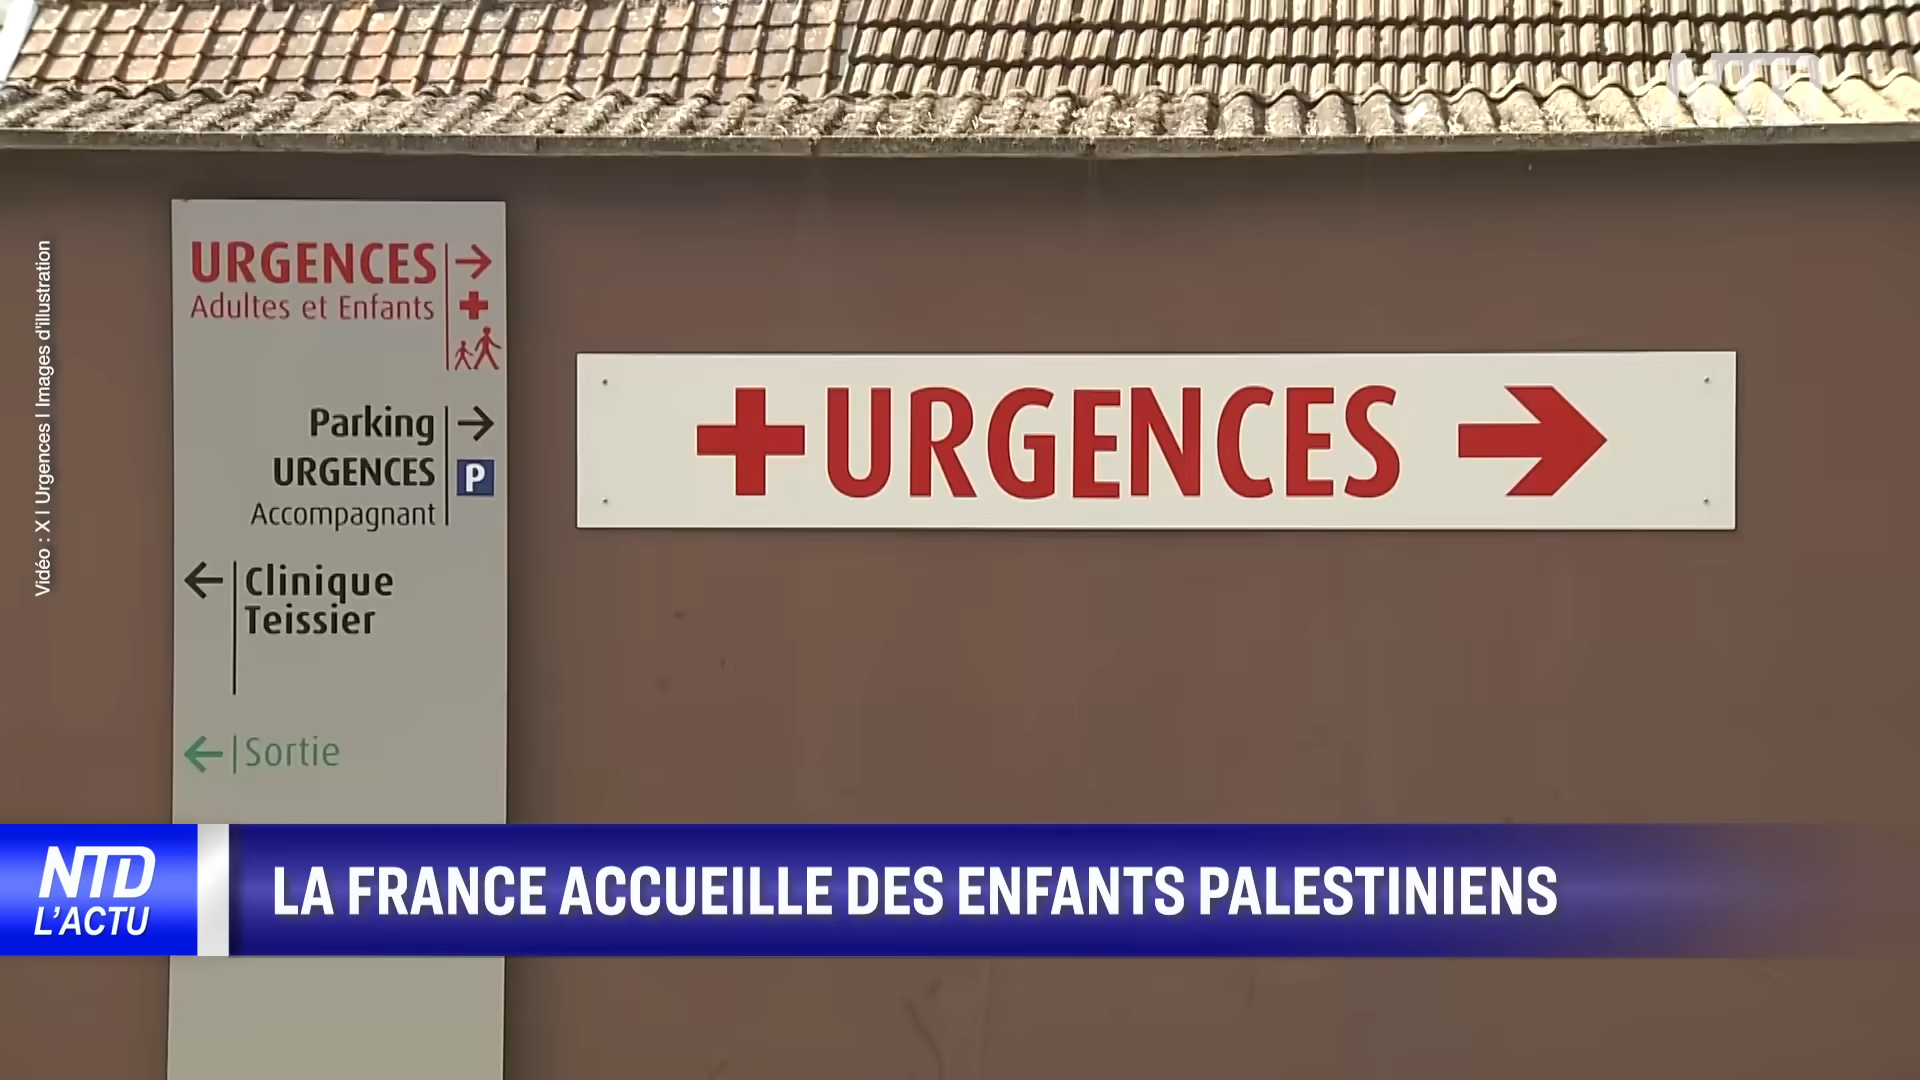 URGENCES
Adultes et Enfants
Parking
URGENCES
P
Accompagnant
Clinique
Teissier
Sortie
URGENCES
Vidéo : X I Urgences I Images d'illustration
NTD
L'ACTU
LA FRANCE ACCUEILLE DES ENFANTS PALESTINIENS